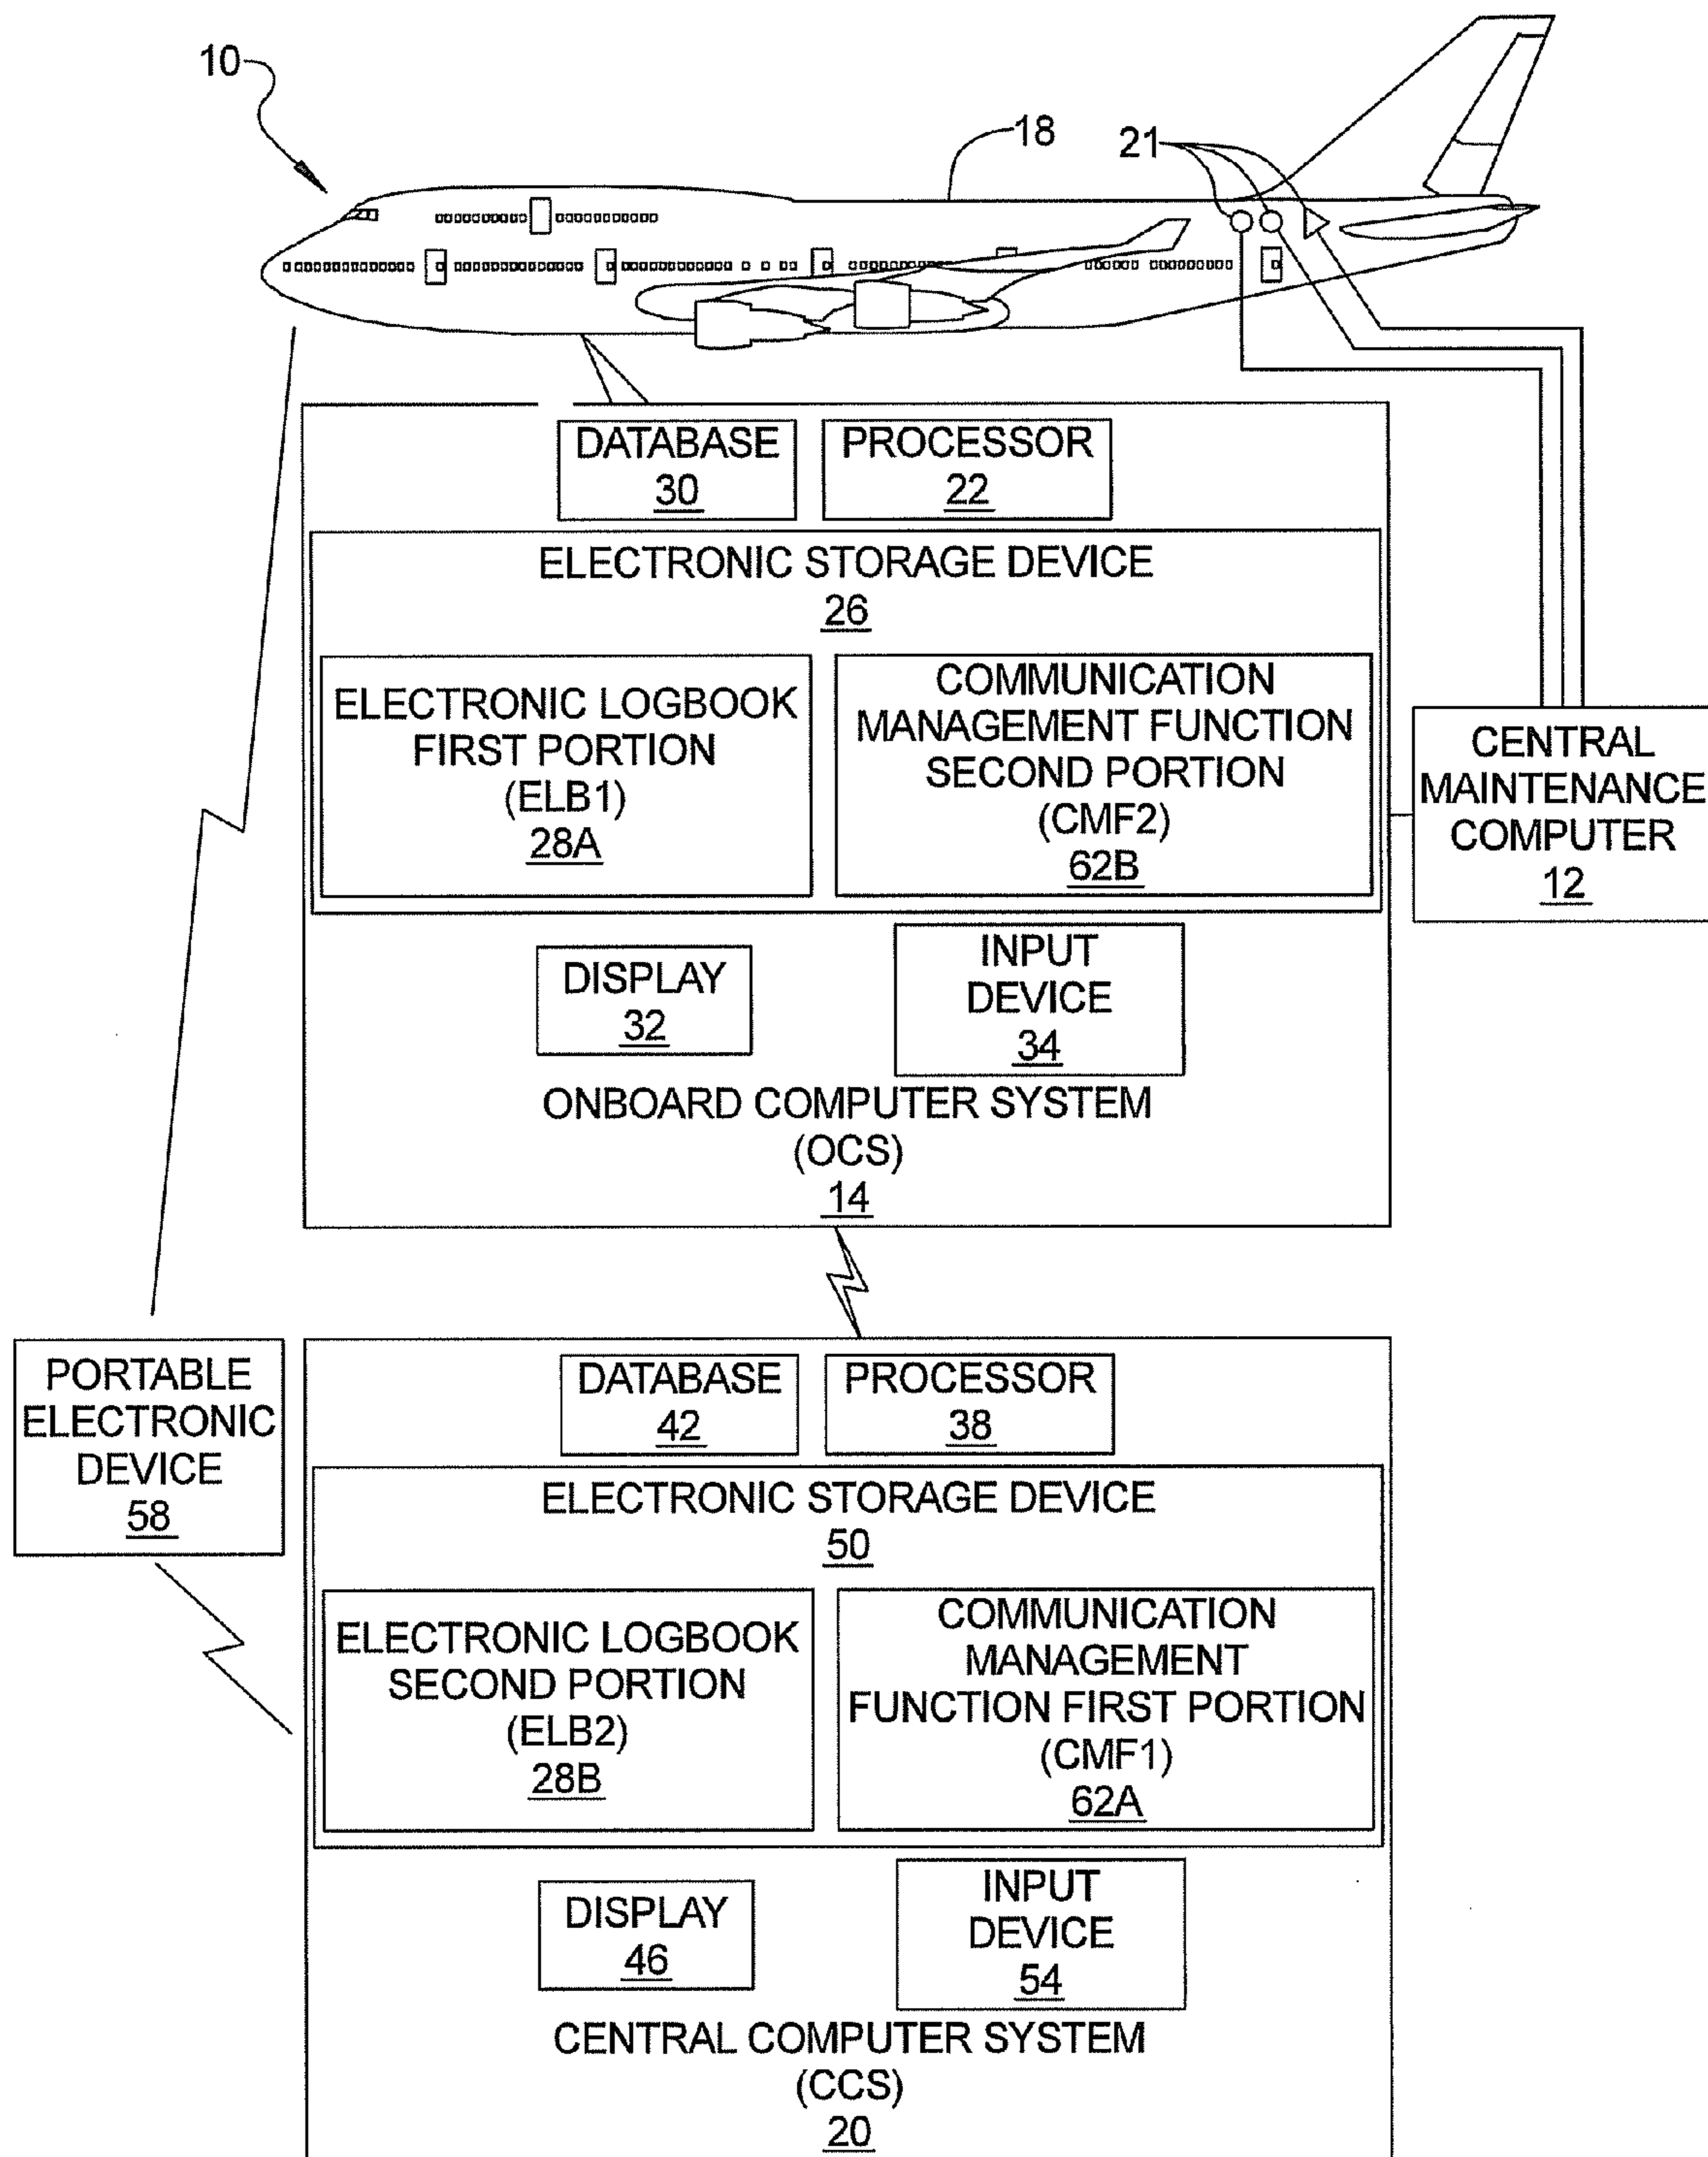 10
18
21
DATABASE
30
PROCESSOR
22
ELECTRONIC STORAGE DEVICE
26
ELECTRONIC LOGBOOK
FIRST PORTION
(ELB1)
28A
COMMUNICATION
MANAGEMENT FUNCTION
SECOND PORTION
(CMF2)
62B
CENTRAL
MAINTENANCE
COMPUTER
12
DISPLAY
32
INPUT
DEVICE
34
ONBOARD COMPUTER SYSTEM
(OCS)
14
PORTABLE
ELECTRONIC
DEVICE
58
DATABASE
42
PROCESSOR
38
ELECTRONIC STORAGE DEVICE
50
ELECTRONIC LOGBOOK
SECOND PORTION
(ELB2)
28B
COMMUNICATION
MANAGEMENT
FUNCTION FIRST PORTION
(CMF1)
62A
DISPLAY
46
INPUT
DEVICE
54
CENTRAL COMPUTER SYSTEM
(CCS)
20